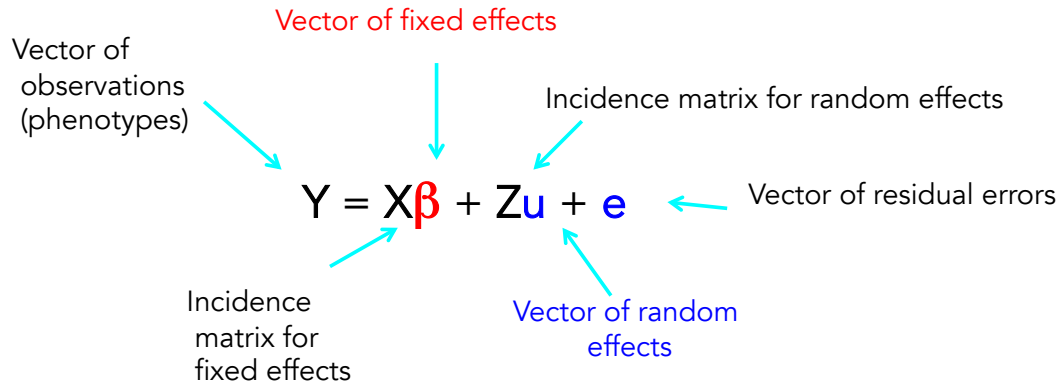 Vector of fixed effects
Vector of
observations
(phenotypes)
Incidence matrix for random effects
Y = Xβ + Zu + e
Vector of residual errors
Incidence
matrix for
fixed effects
Vector of random
effects